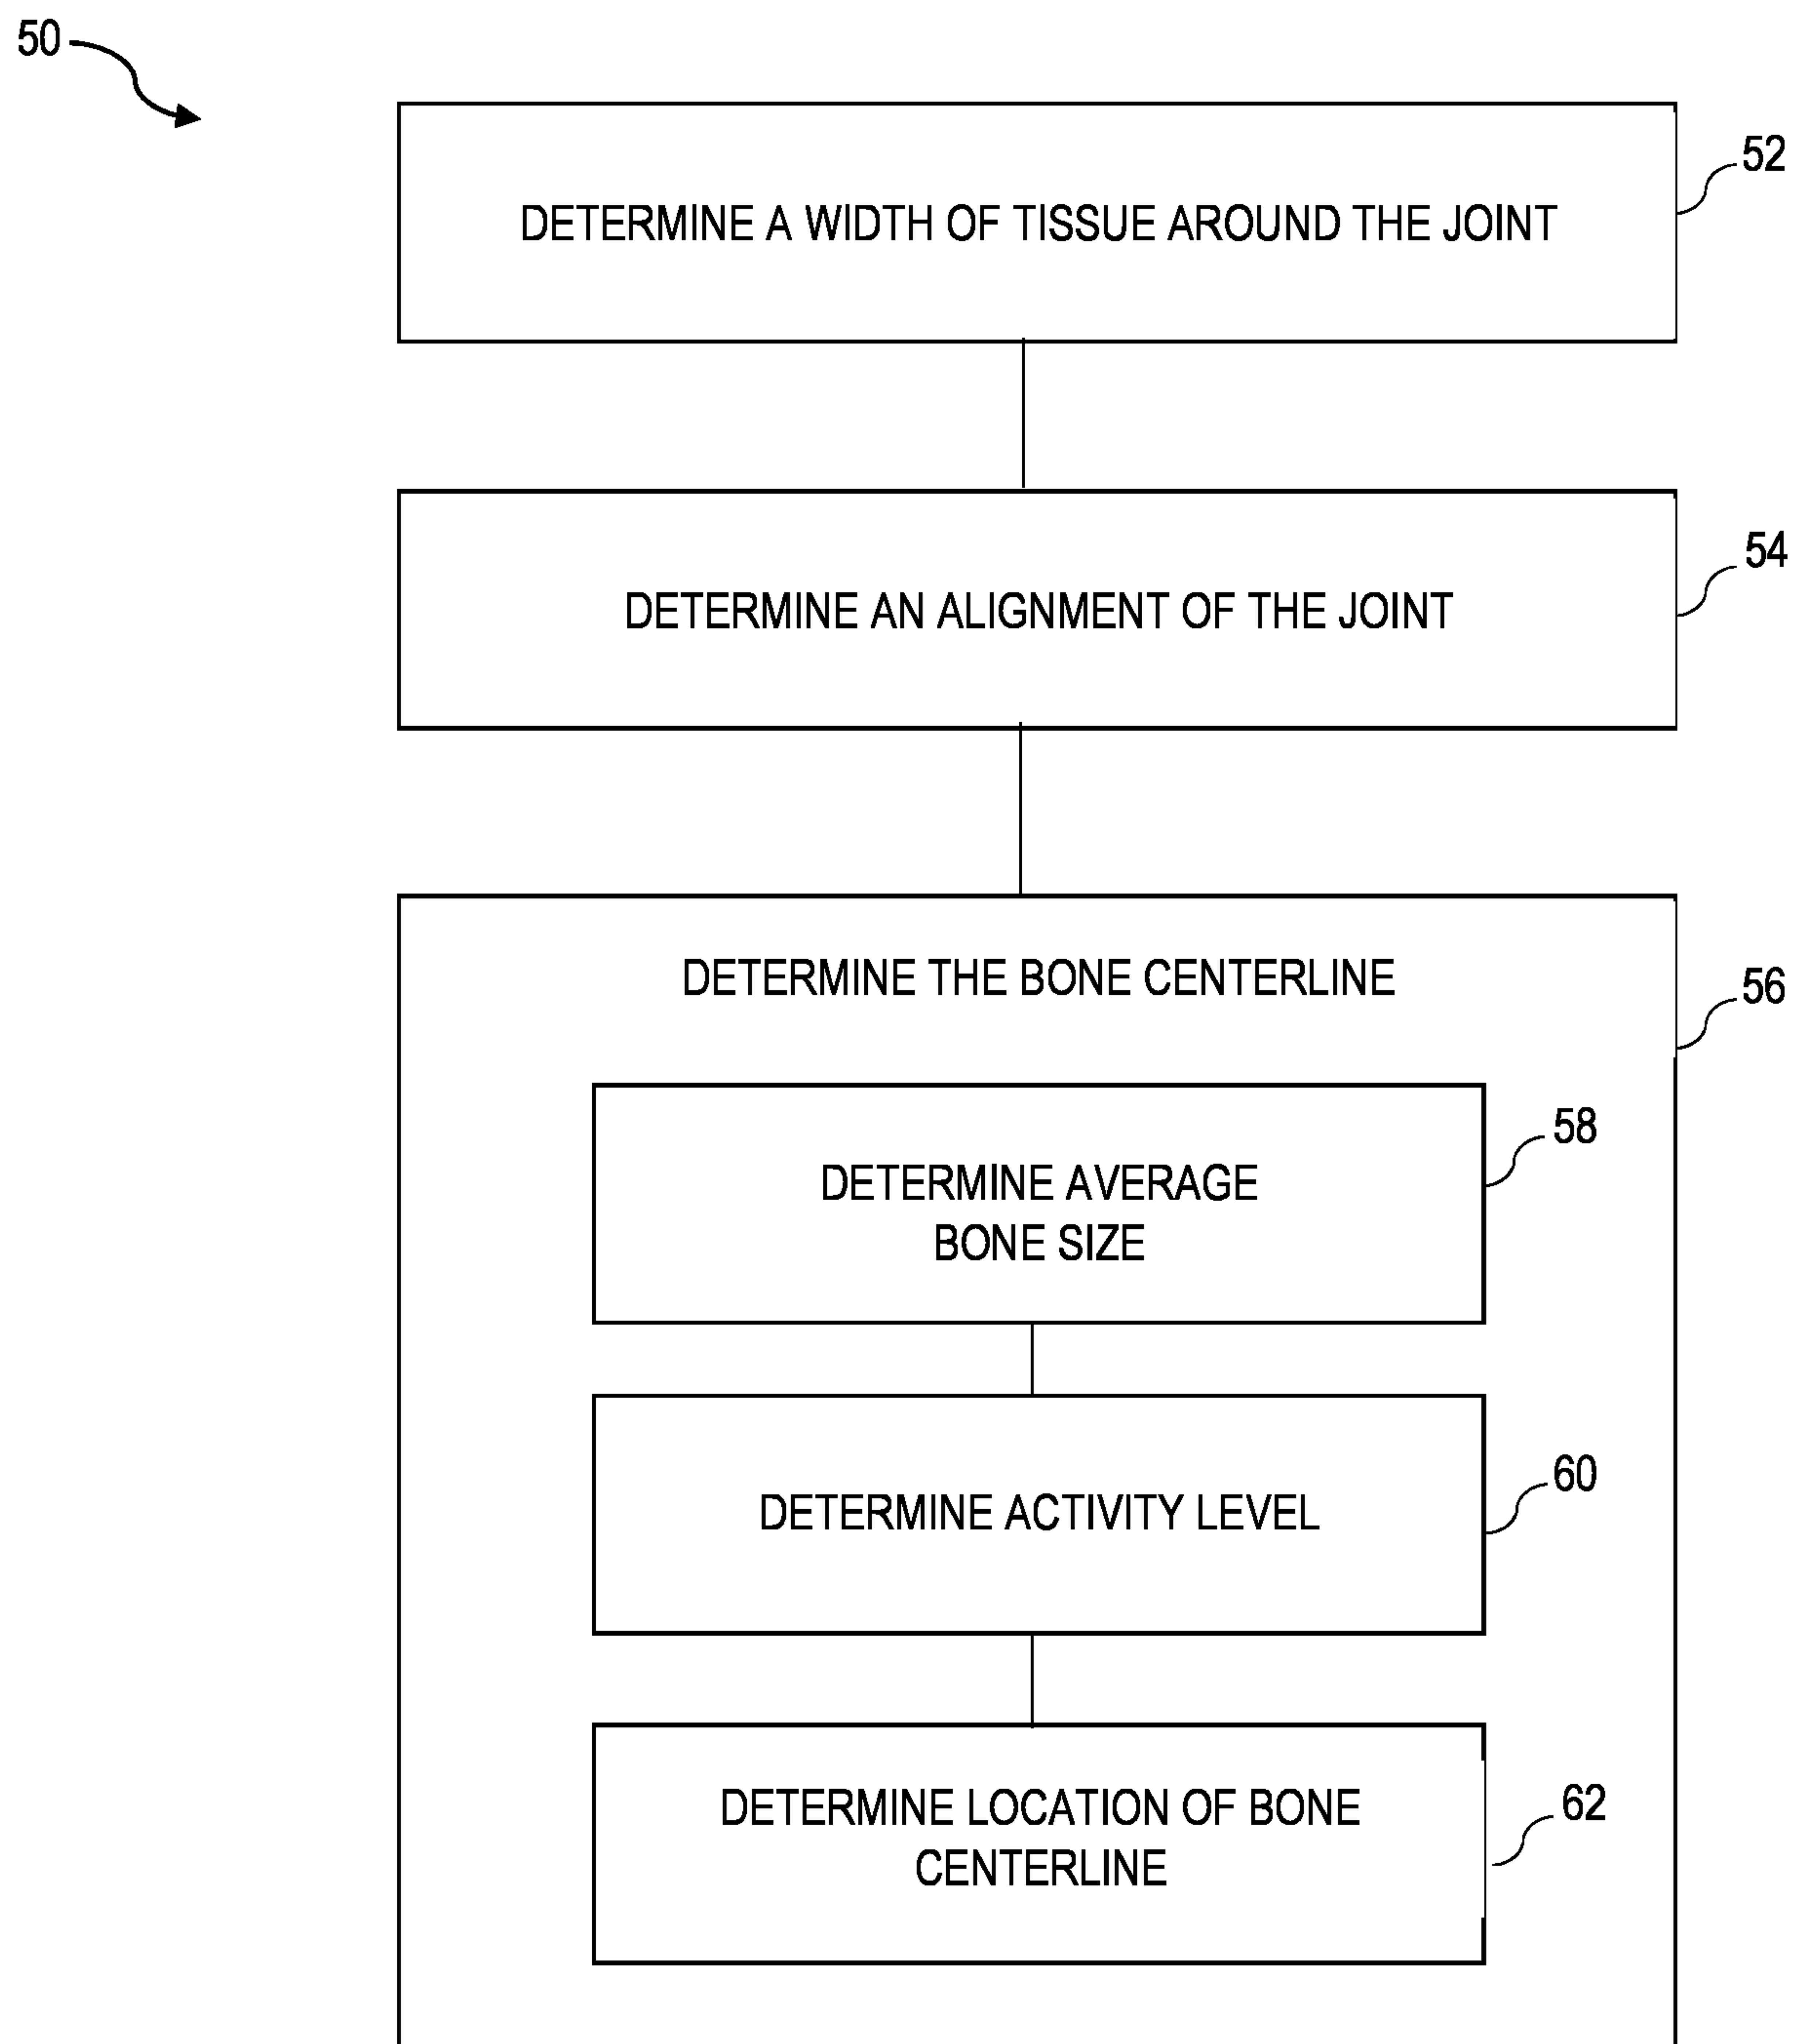 50
52
DETERMINE A WIDTH OF TISSUE AROUND THE JOINT
54
DETERMINE AN ALIGNMENT OF THE JOINT
DETERMINE THE BONE CENTERLINE
56
58
DETERMINE AVERAGE
BONE SIZE
60
DETERMINE ACTIVITY LEVEL
62
DETERMINE LOCATION OF BONE
CENTERLINE